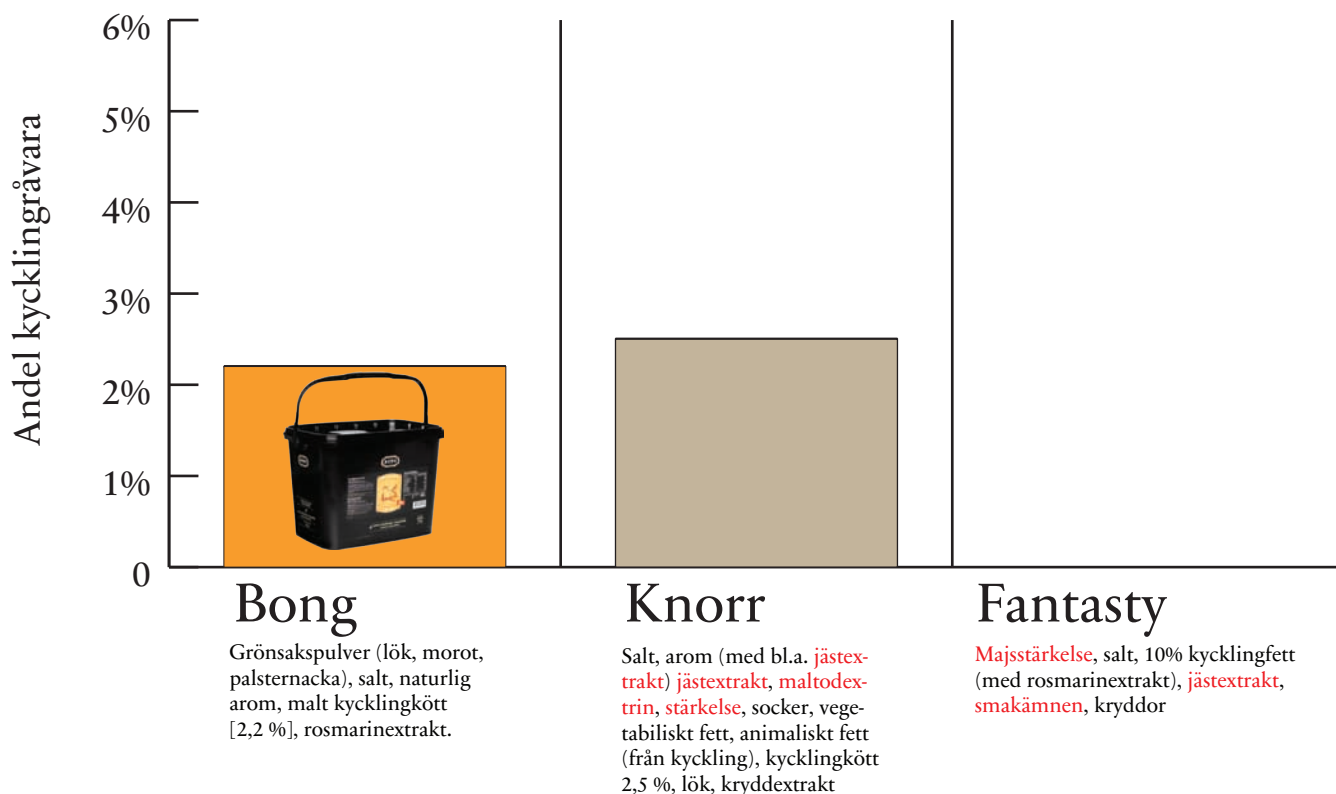 Andel kycklingråvara
6%
5%
4%
3%
2%
1%
0
Bong
Grönsakspulver (lök, morot,
palsternacka), salt, naturlig
arom, malt kycklingkött
[2,2 %], rosmarinextrakt.
Knorr
Salt, arom (med bl.a. jästex-
trakt) jästextrakt, maltodex-
trin, stärkelse, socker, vege-
tabiliskt fett, animaliskt fett
(från kyckling), kycklingkött
2,5 %, lök, kryddextrakt
Fantasty
Majsstärkelse, salt, 10% kycklingfett
(med rosmarinextrakt), jästextrakt,
smakämnen, kryddor